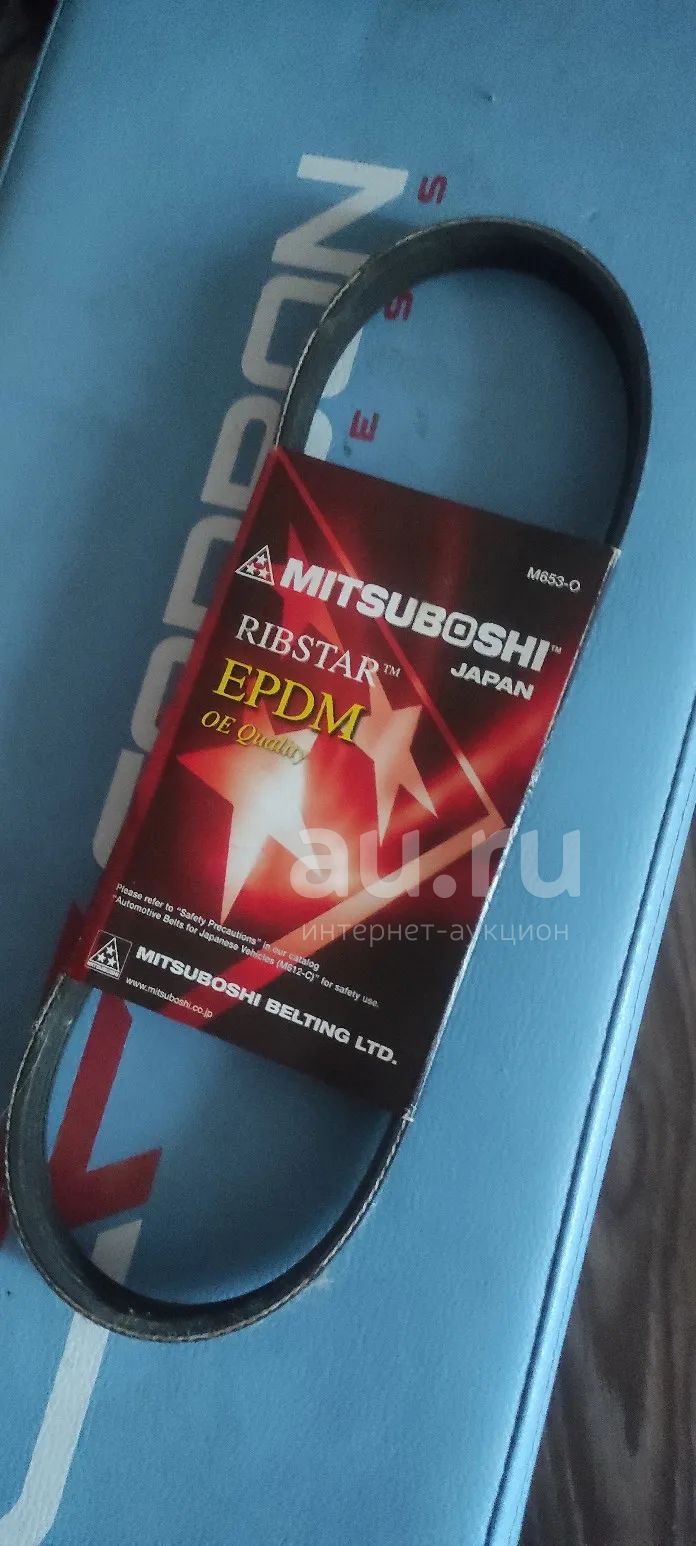 M653-O
MITSUBOSHI™
JAPAN
RIBSTAR™
EPDM
OE Quality
au.ru
интернет-аукцион
Please refer to "Safety Precautions" in our catalog
"Automotive Belts for Japanese Vehicles (M612-C)" for safety use.
MITSUBOSHI BELTING LTD.
www.mitsuboshi.co.jp